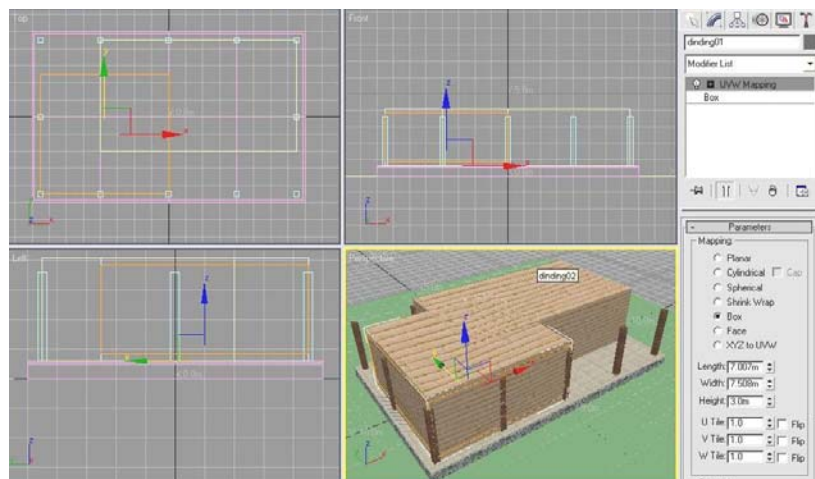 Top
Front
Left
Perspective
dinding02
dinding01
Modifier List
UVW Mapping
Box
- Parameters
Mapping:
Planar
Cylindrical Cap
Spherical
Shrink Wrap
Box
Face
XYZ to UVW
Length: 7.007m
Width: 7.508m
Height: 3.0m
U Tile: 1.0 Flip
V Tile: 1.0 Flip
W Tile: 1.0 Flip